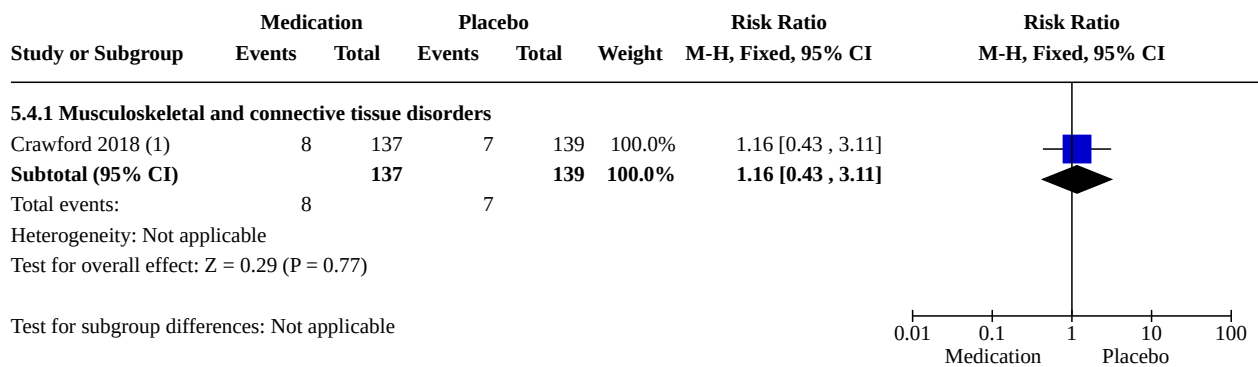 Medication Placebo Risk Ratio Risk Ratio
Study or Subgroup Events Total Events Total Weight M-H, Fixed, 95% CI M-H, Fixed, 95% CI
5.4.1 Musculoskeletal and connective tissue disorders
Crawford 2018 (1) 8 137 7 139 100.0% 1.16 [0.43 , 3.11]
Subtotal (95% CI) 137 139 100.0% 1.16 [0.43 , 3.11]
Total events: 8 7
Heterogeneity: Not applicable
Test for overall effect: Z = 0.29 (P = 0.77)
Test for subgroup differences: Not applicable
0.01 0.1 1 10 100
Medication Placebo